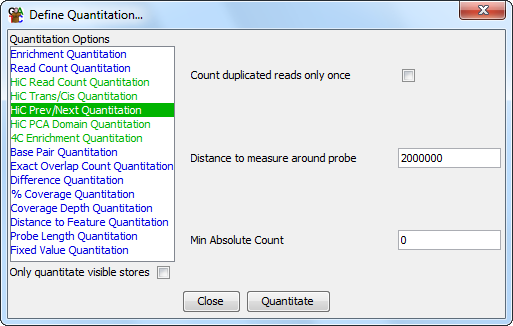 Define Quantitation...
Quantitation Options
Enrichment Quantitation
Read Count Quantitation
HiC Read Count Quantitation
HiC Trans/Cis Quantitation
HiC Prev/Next Quantitation
HiC PCA Domain Quantitation
4C Enrichment Quantitation
Base Pair Quantitation
Exact Overlap Count Quantitation
Difference Quantitation
% Coverage Quantitation
Coverage Depth Quantitation
Distance to Feature Quantitation
Probe Length Quantitation
Fixed Value Quantitation
Only quantitate visible stores
Count duplicated reads only once
Distance to measure around probe 2000000
Min Absolute Count 0
Close Quantitate